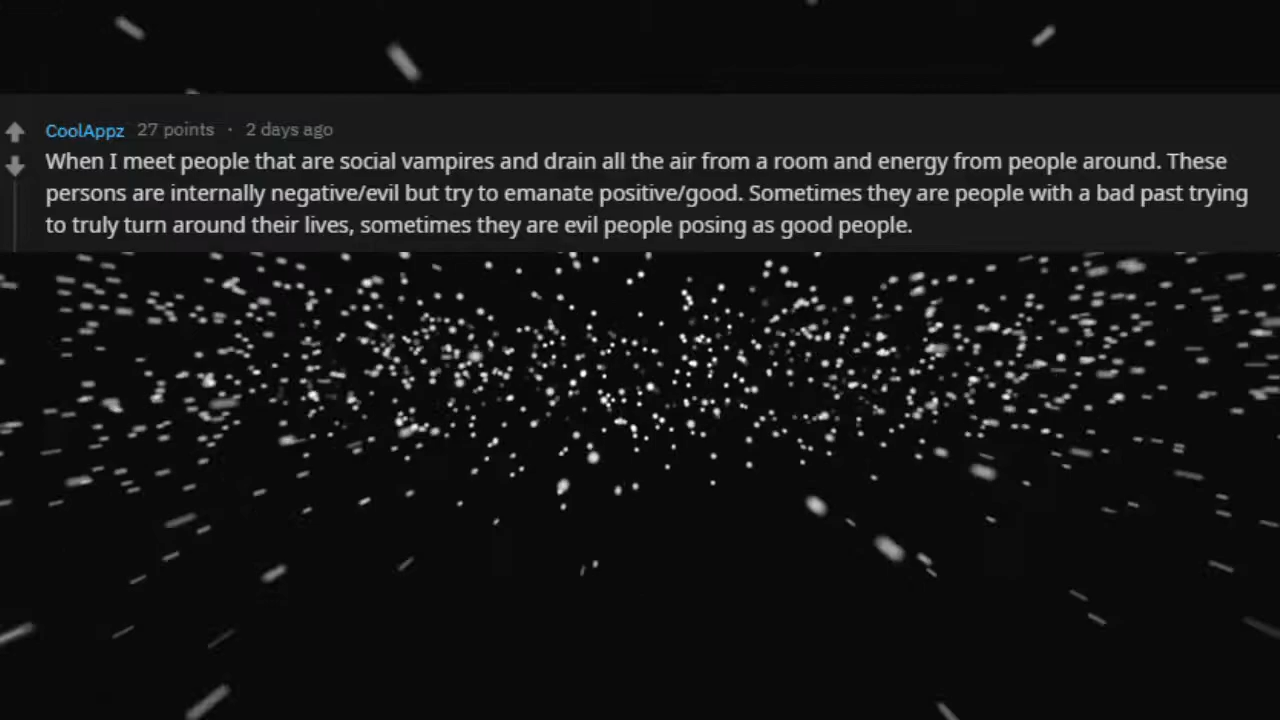 CoolAppz 27 points · 2 days ago
When I meet people that are social vampires and drain all the air from a room and energy from people around. These
persons are internally negative/evil but try to emanate positive/good. Sometimes they are people with a bad past trying
to truly turn around their lives, sometimes they are evil people posing as good people.